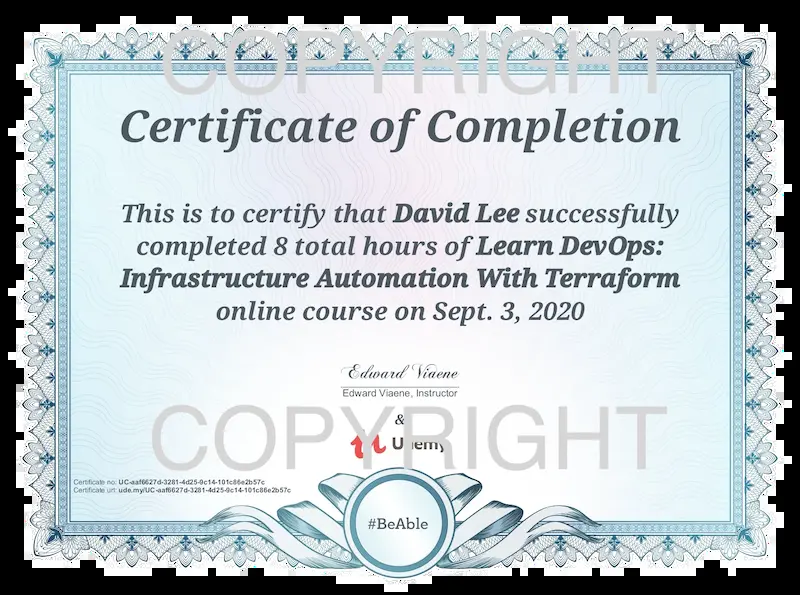 COPYRIGHT
Certificate of Completion
This is to certify that David Lee successfully
completed 8 total hours of Learn DevOps:
Infrastructure Automation With Terraform
online course on Sept. 3, 2020
Edward Viaene
Edward Viaene, Instructor
&
COPYRIGHT
Udemy
Certificate no: UC-aaf6627d-3281-4d25-9c14-101c86e2b57c
Certificate url: ude.my/UC-aaf6627d-3281-4d25-9c14-101c86e2b57c
#BeAble